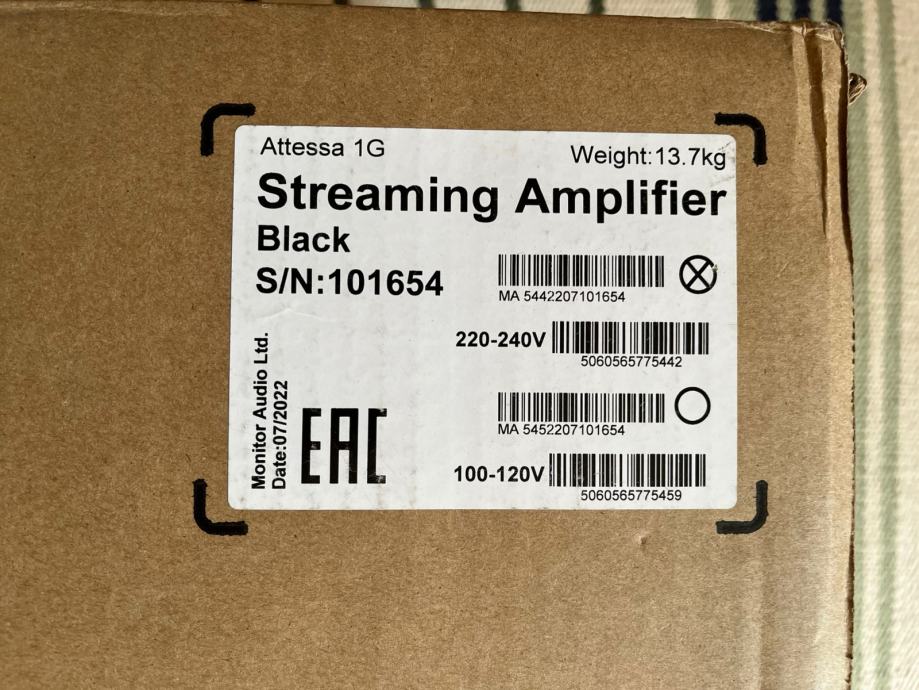 Attessa 1G
Weight:13.7kg
Streaming Amplifier
Black
S/N:101654
MA 5442207101654
220-240V
5060565775442
MA 5452207101654
100-120V
5060565775459
Monitor Audio Ltd.
Date:07/2022
EAC